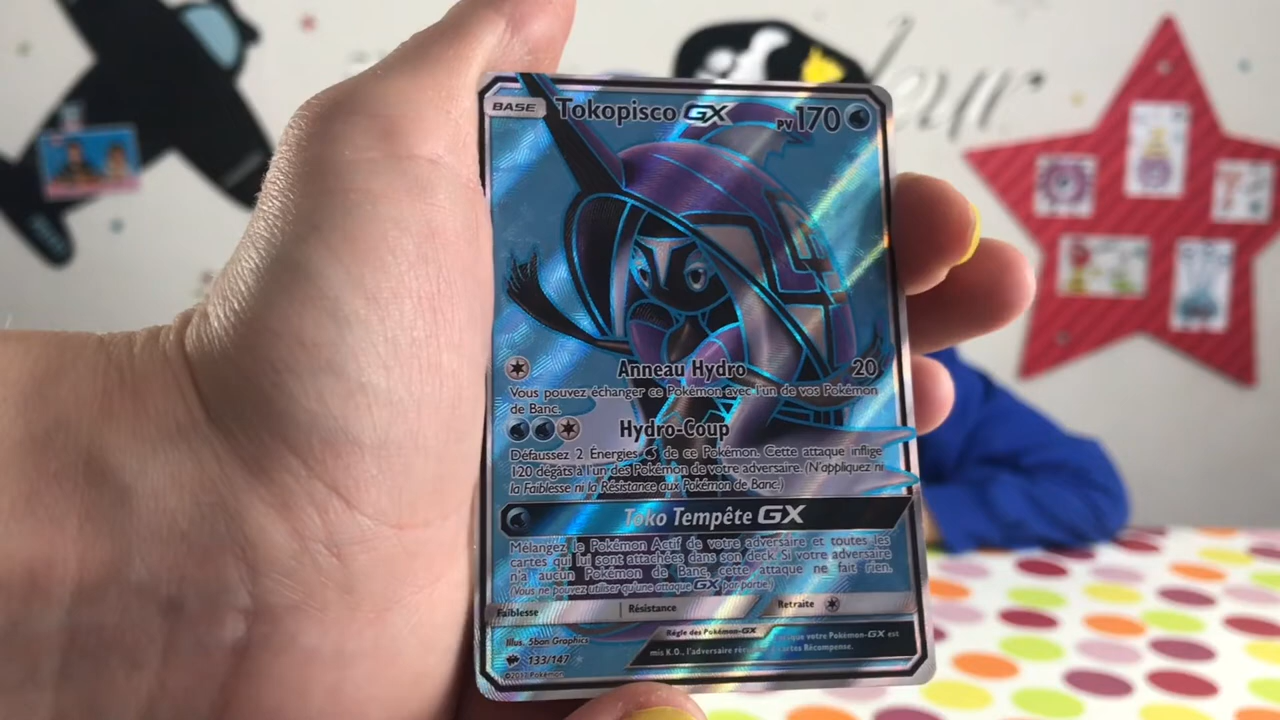 BASE Tokopisco GX PV 170
Anneau Hydro 20
Vous pouvez échanger ce Pokémon avec l'un de vos Pokémon
de Banc.
Hydro-Coup
Défaussez 2 Énergies de ce Pokémon. Cette attaque inflige
120 dégâts à l'un des Pokémon de votre adversaire. (N'appliquez ni
la Faiblesse ni la Résistance aux Pokémon de Banc.)
Toko Tempête GX
Mélangez le Pokémon Actif de votre adversaire et toutes les
cartes qui lui sont attachées dans son deck. Si votre adversaire
n'a aucun Pokémon de Banc, cette attaque ne fait rien.
(Vous ne pouvez utiliser qu'une attaque GX par partie.)
Faiblesse Résistance Retraite
Illus. 5ban Graphics
Règle des Pokémon-GX votre Pokémon-GX est
mis K.O., l'adversaire Cartes Récompense.
133/147
©2017 Pokémon